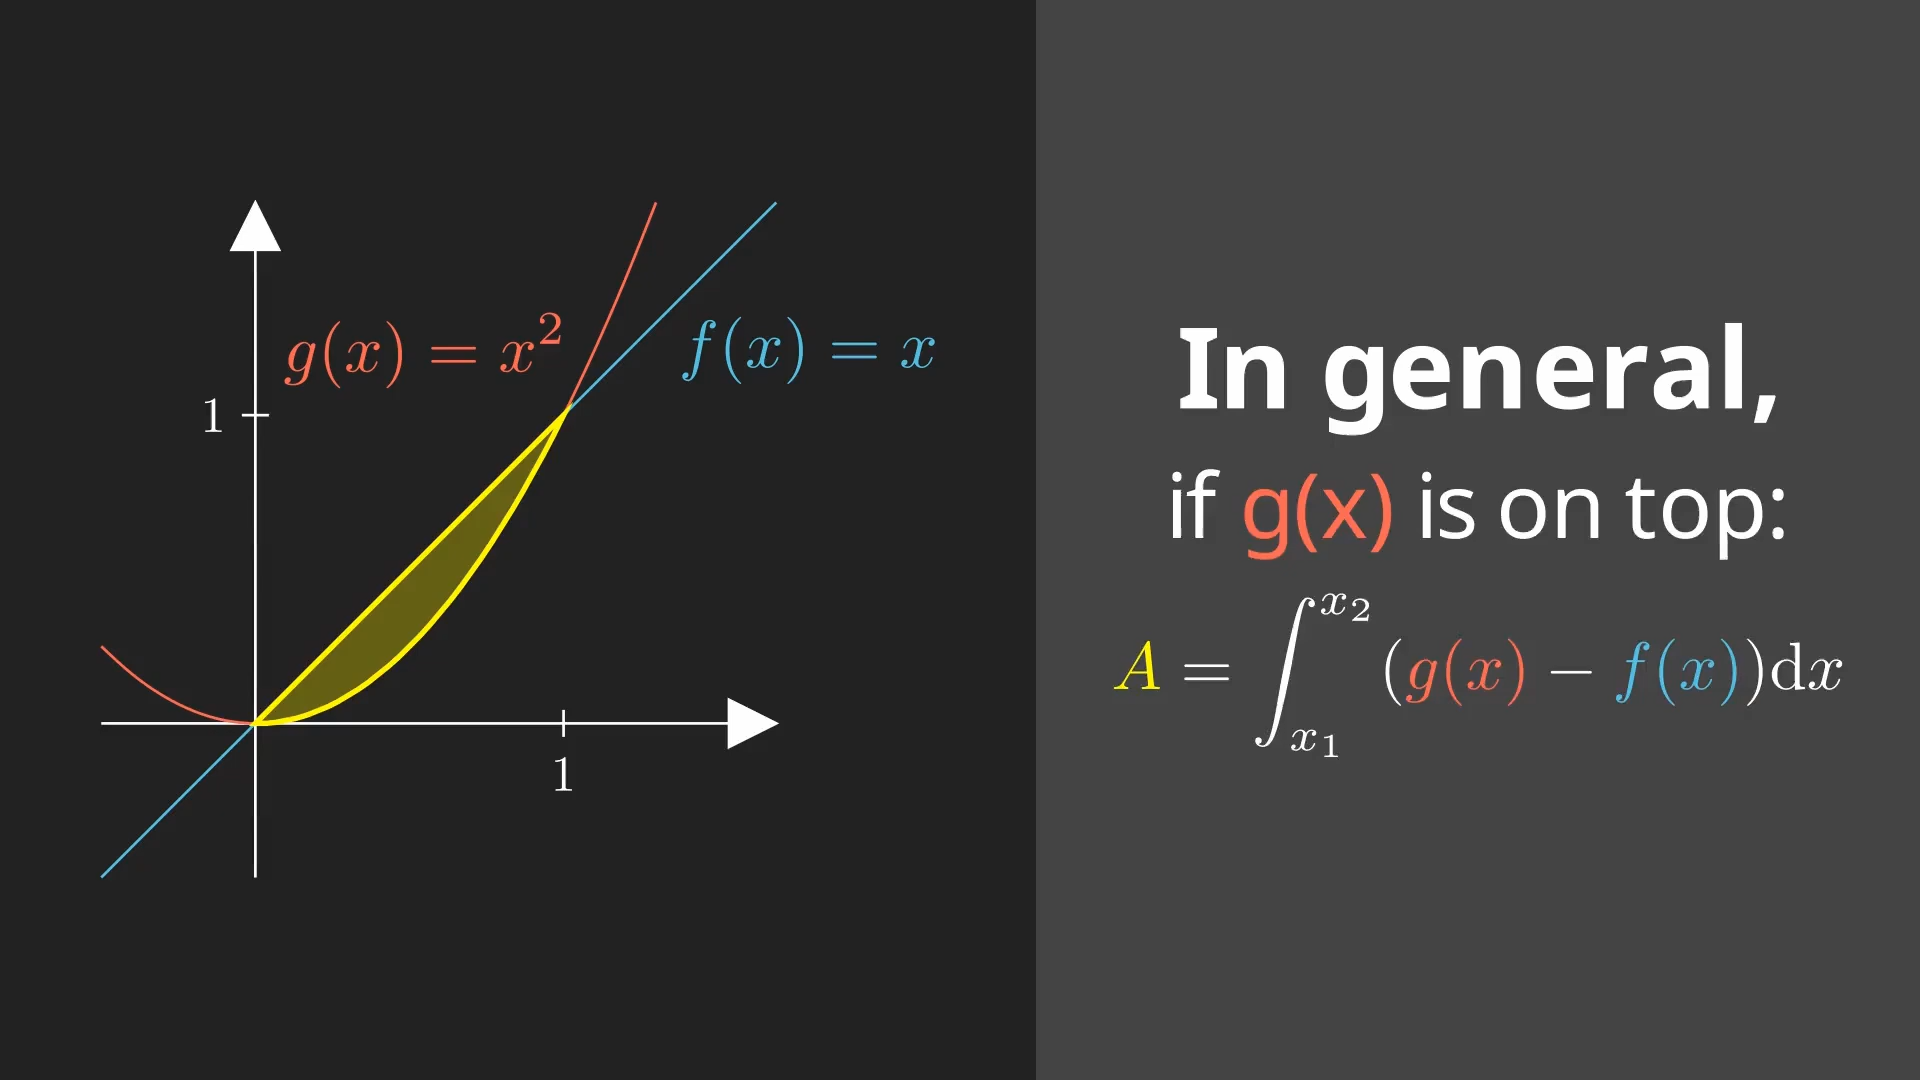 g(x) = x²
f(x) = x
1
1
In general,
if g(x) is on top:
A = ∫_{x₁}^{x₂} (g(x) − f(x))dx